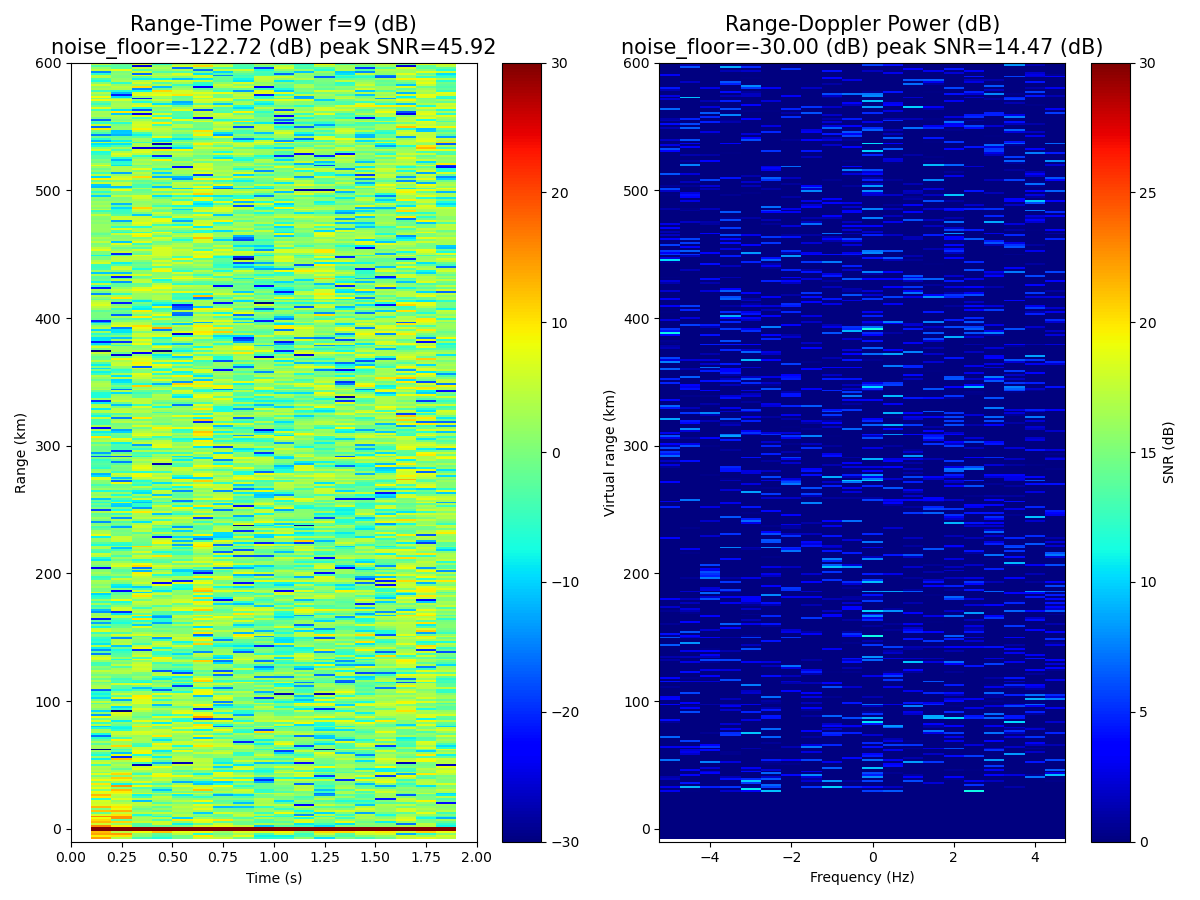 Range-Time Power f=9 (dB)
noise_floor=-122.72 (dB) peak SNR=45.92
600
500
400
300
200
100
0
Range (km)
0.00 0.25 0.50 0.75 1.00 1.25 1.50 1.75 2.00
Time (s)
30
20
10
0
−10
−20
−30
Range-Doppler Power (dB)
noise_floor=-30.00 (dB) peak SNR=14.47 (dB)
600
500
400
300
200
100
0
Virtual range (km)
−4 −2 0 2 4
Frequency (Hz)
30
25
20
15
10
5
0
SNR (dB)